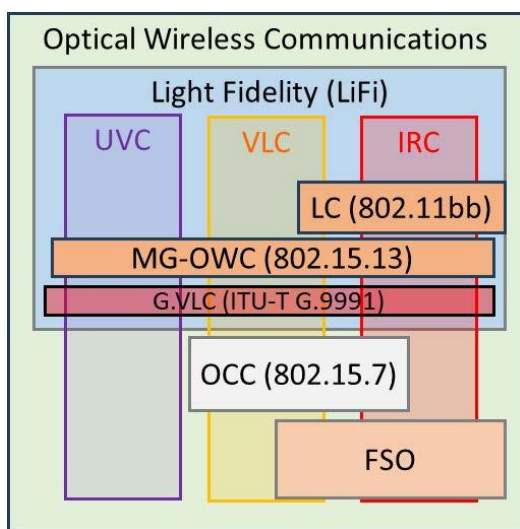 Optical Wireless Communications
Light Fidelity (LiFi)
UVC
VLC
IRC
LC (802.11bb)
MG-OWC (802.15.13)
G.VLC (ITU-T G.9991)
OCC (802.15.7)
FSO